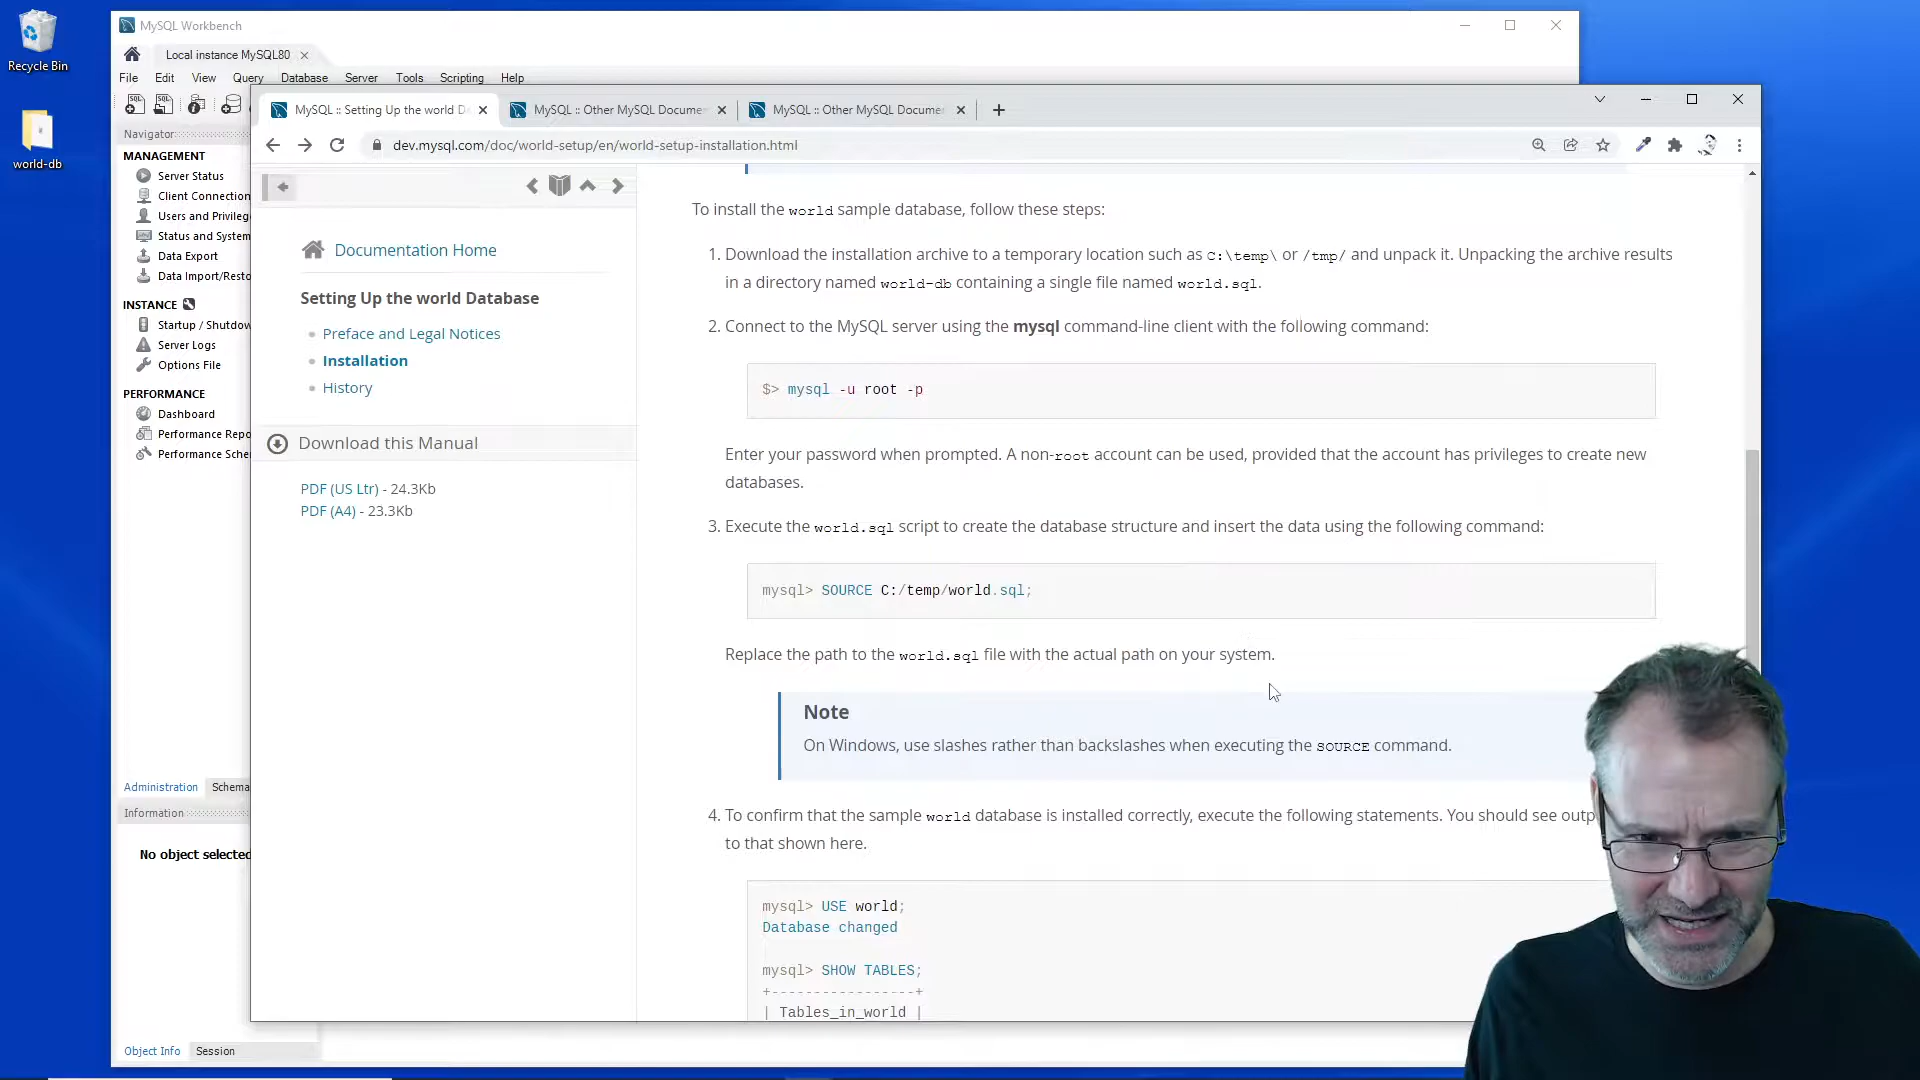 Recycle Bin
world-db
MySQL Workbench
Local instance MySQL80
File Edit View Query Database Server Tools Scripting Help
Navigator
MANAGEMENT
Server Status
Client Connection
Users and Privileg
Status and System
Data Export
Data Import/Resto
INSTANCE
Startup / Shutdow
Server Logs
Options File
PERFORMANCE
Dashboard
Performance Repo
Performance Sche
Administration Schema
Information
No object selected
Object Info Session
MySQL :: Setting Up the world D
MySQL :: Other MySQL Docume
MySQL :: Other MySQL Docume
dev.mysql.com/doc/world-setup/en/world-setup-installation.html
Documentation Home
Setting Up the world Database
Preface and Legal Notices
Installation
History
Download this Manual
PDF (US Ltr) - 24.3Kb
PDF (A4) - 23.3Kb
To install the world sample database, follow these steps:
1. Download the installation archive to a temporary location such as C:\temp\ or /tmp/ and unpack it. Unpacking the archive results
in a directory named world-db containing a single file named world.sql.
2. Connect to the MySQL server using the mysql command-line client with the following command:
$> mysql -u root -p
Enter your password when prompted. A non-root account can be used, provided that the account has privileges to create new
databases.
3. Execute the world.sql script to create the database structure and insert the data using the following command:
mysql> SOURCE C:/temp/world.sql;
Replace the path to the world.sql file with the actual path on your system.
Note
On Windows, use slashes rather than backslashes when executing the SOURCE command.
4. To confirm that the sample world database is installed correctly, execute the following statements. You should see outp
to that shown here.
mysql> USE world;
Database changed
mysql> SHOW TABLES;
+-----------------+
| Tables_in_world |